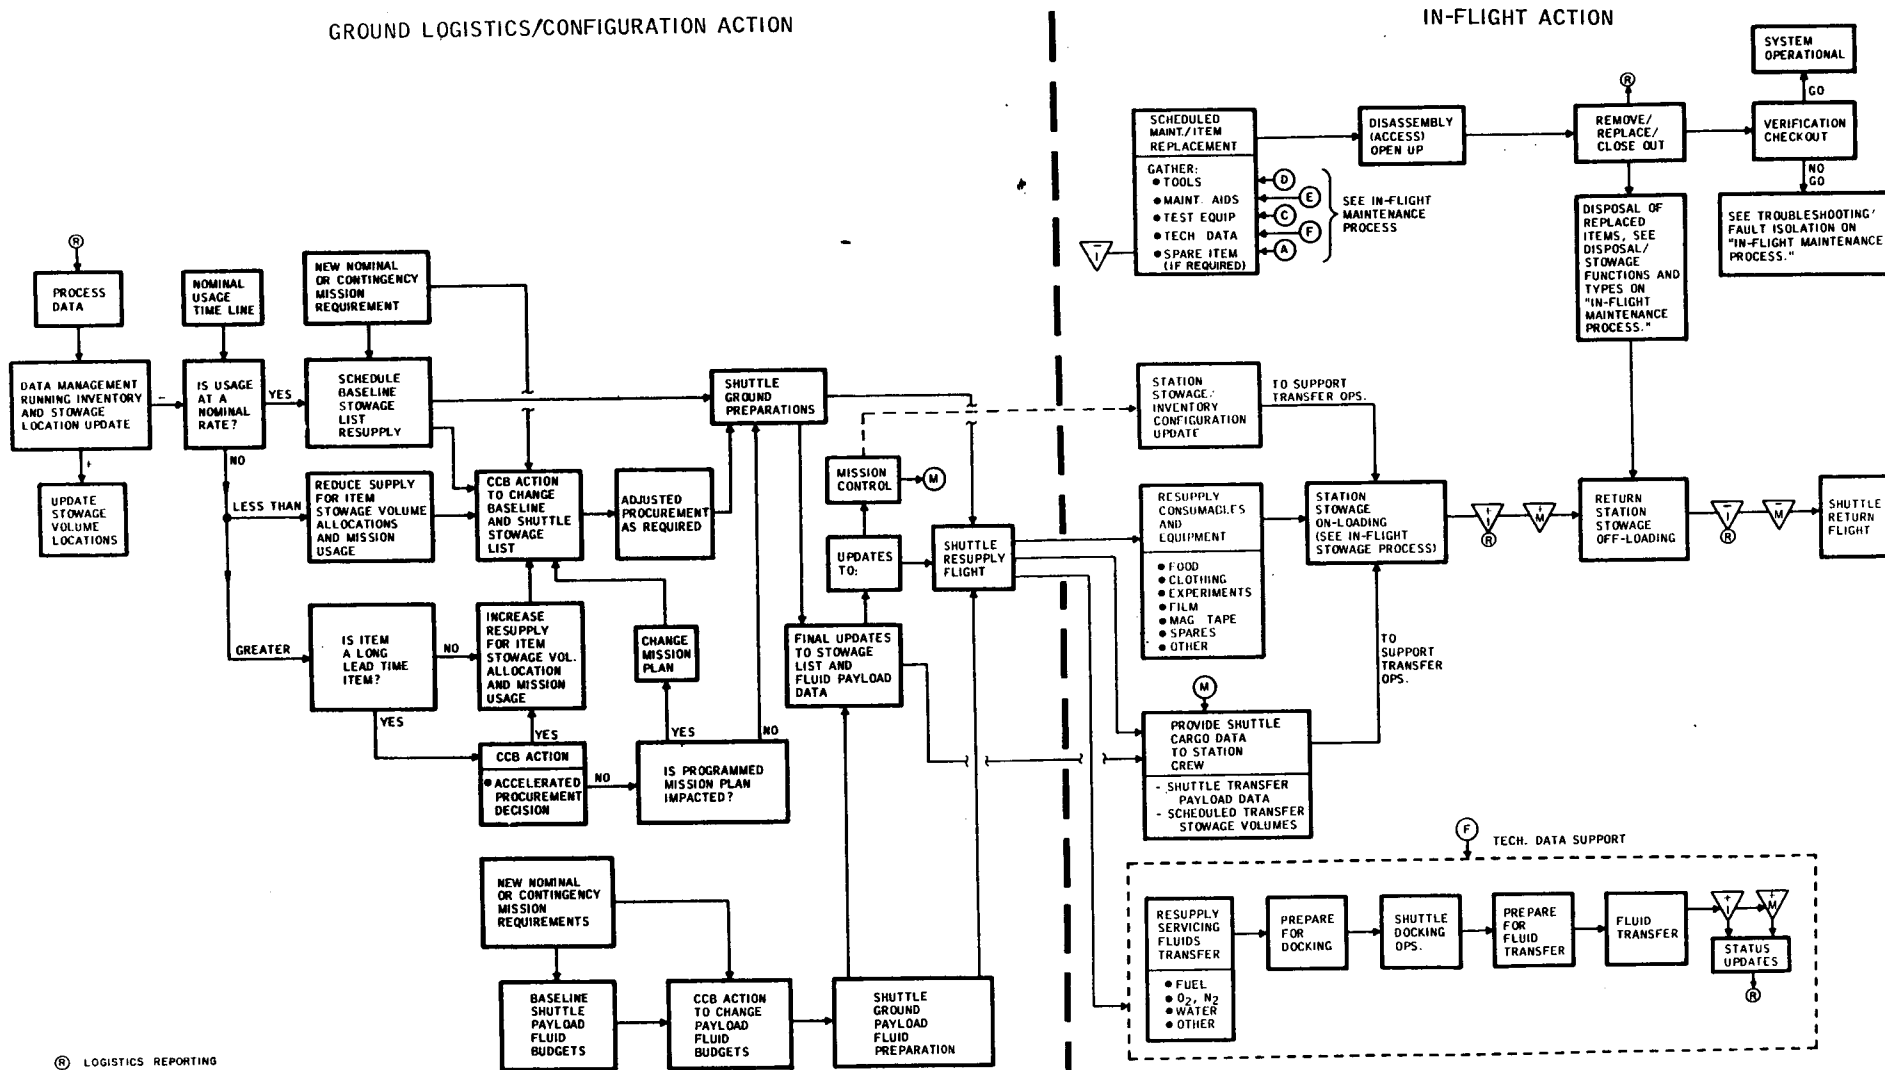 GROUND LOGISTICS/CONFIGURATION ACTION
IN-FLIGHT ACTION
R
PROCESS
DATA
DATA MANAGEMENT
RUNNING INVENTORY
AND STOWAGE
LOCATION UPDATE
-
+
UPDATE
STOWAGE
VOLUME
LOCATIONS
NOMINAL
USAGE
TIME LINE
IS USAGE
AT A
NOMINAL
RATE?
YES
NO
LESS THAN
GREATER
NEW NOMINAL
OR CONTINGENCY
MISSION
REQUIREMENT
SCHEDULE
BASELINE
STOWAGE
LIST
RESUPPLY
REDUCE SUPPLY
FOR ITEM
STOWAGE VOLUME
ALLOCATIONS
AND MISSION
USAGE
IS ITEM
A LONG
LEAD TIME
ITEM?
NO
YES
CCB ACTION
TO CHANGE
BASELINE
AND SHUTTLE
STOWAGE
LIST
INCREASE
RESUPPLY
FOR ITEM
STOWAGE VOL.
ALLOCATION
AND MISSION
USAGE
YES
CCB ACTION
● ACCELERATED
PROCUREMENT
DECISION
NO
ADJUSTED
PROCUREMENT
AS REQUIRED
CHANGE
MISSION
PLAN
YES
NO
IS PROGRAMMED
MISSION PLAN
IMPACTED?
SHUTTLE
GROUND
PREPARATIONS
MISSION
CONTROL
M
UPDATES
TO:
FINAL UPDATES
TO STOWAGE
LIST AND
FLUID PAYLOAD
DATA
SHUTTLE
RESUPPLY
FLIGHT
NEW NOMINAL
OR CONTINGENCY
MISSION
REQUIREMENTS
BASELINE
SHUTTLE
PAYLOAD
FLUID
BUDGETS
CCB ACTION
TO CHANGE
PAYLOAD
FLUID
BUDGETS
SHUTTLE
GROUND
PAYLOAD
FLUID
PREPARATION
R LOGISTICS REPORTING
SCHEDULED
MAINT./ITEM
REPLACEMENT
GATHER:
● TOOLS
● MAINT. AIDS
● TEST EQUIP
● TECH DATA
● SPARE ITEM
(IF REQUIRED)
D
E
C
F
A
SEE IN-FLIGHT
MAINTENANCE
PROCESS
- I
DISASSEMBLY
(ACCESS)
OPEN UP
R
REMOVE/
REPLACE/
CLOSE OUT
SYSTEM
OPERATIONAL
GO
VERIFICATION
CHECKOUT
NO
GO
SEE TROUBLESHOOTING/
FAULT ISOLATION ON
"IN-FLIGHT MAINTENANCE
PROCESS."
DISPOSAL OF
REPLACED
ITEMS, SEE
DISPOSAL/
STOWAGE
FUNCTIONS AND
TYPES ON
"IN-FLIGHT
MAINTENANCE
PROCESS."
STATION
STOWAGE/
INVENTORY
CONFIGURATION
UPDATE
TO SUPPORT
TRANSFER OPS.
RESUPPLY
CONSUMABLES
AND
EQUIPMENT
● FOOD
● CLOTHING
● EXPERIMENTS
● FILM
● MAG TAPE
● SPARES
● OTHER
STATION
STOWAGE
ON-LOADING
(SEE IN-FLIGHT
STOWAGE PROCESS)
+ I
R
+ M
RETURN
STATION
STOWAGE
OFF-LOADING
- I
R
- M
SHUTTLE
RETURN
FLIGHT
TO
SUPPORT
TRANSFER
OPS.
M
PROVIDE SHUTTLE
CARGO DATA
TO STATION
CREW
- SHUTTLE TRANSFER
PAYLOAD DATA
- SCHEDULED TRANSFER
STOWAGE VOLUMES
F
TECH. DATA SUPPORT
RESUPPLY
SERVICING
FLUIDS
TRANSFER
● FUEL
● O2, N2
● WATER
● OTHER
PREPARE
FOR
DOCKING
SHUTTLE
DOCKING
OPS.
PREPARE
FOR
FLUID
TRANSFER
FLUID
TRANSFER
+ I
+ M
STATUS
UPDATES
R